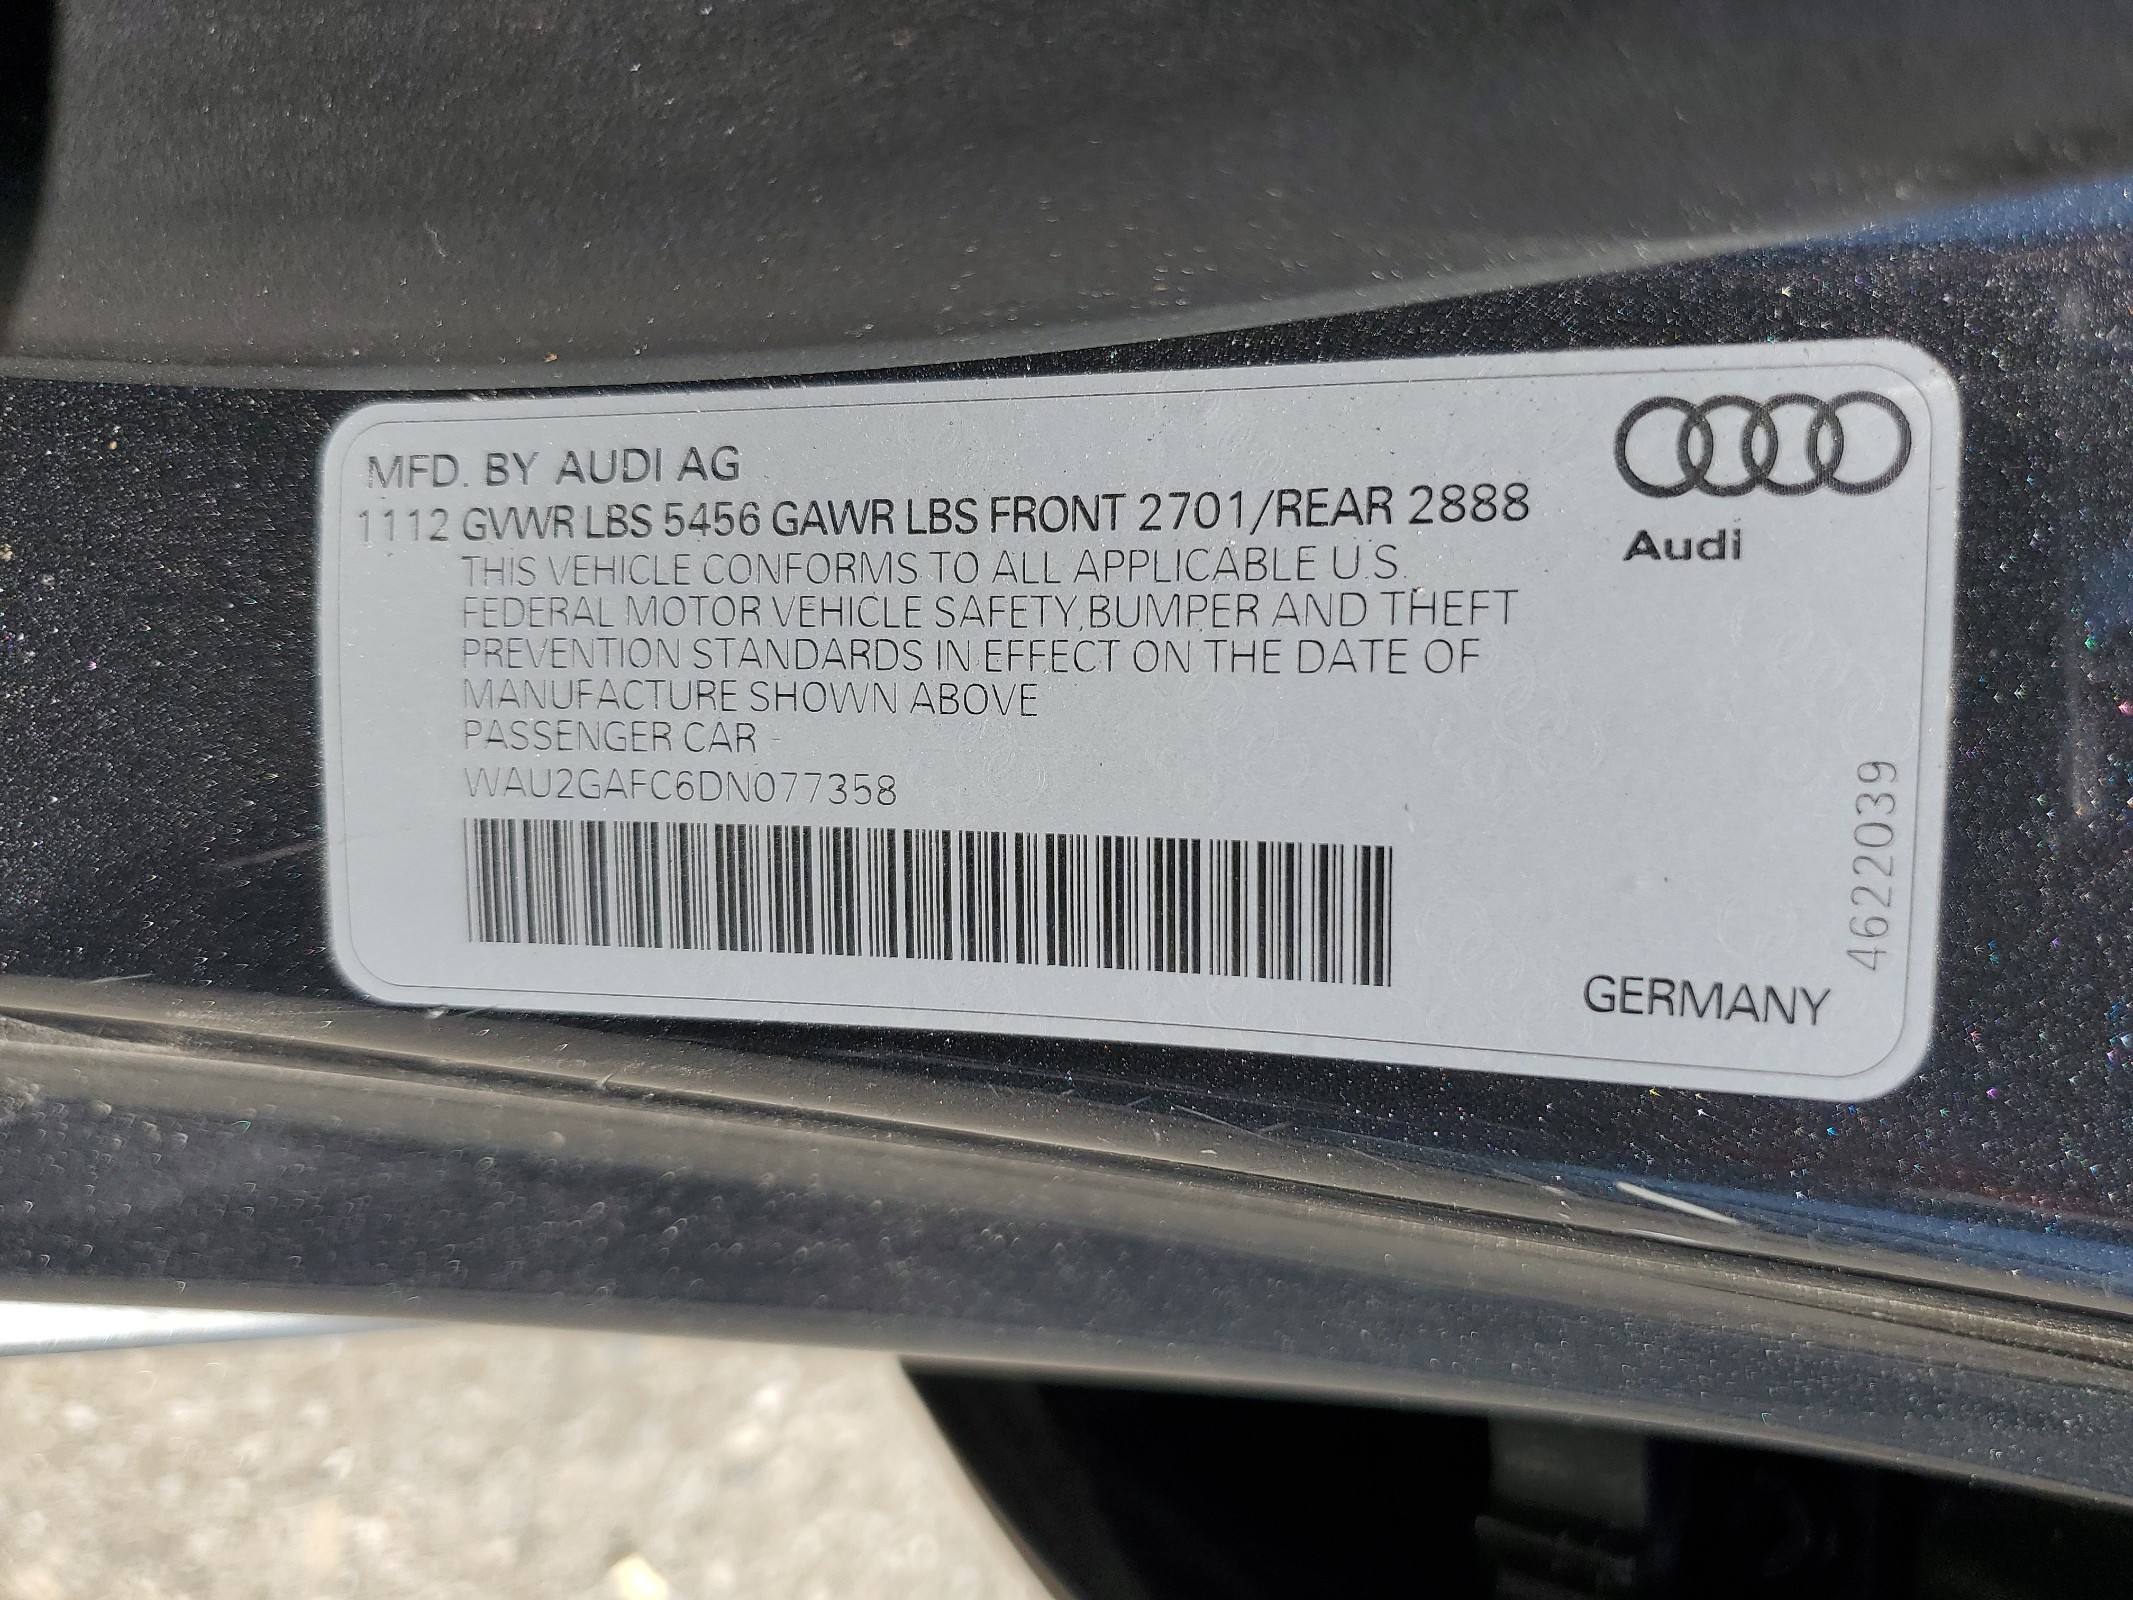 MFD. BY AUDI AG
1112 GVWR LBS 5456 GAWR LBS FRONT 2701/REAR 2888
THIS VEHICLE CONFORMS TO ALL APPLICABLE U.S.
FEDERAL MOTOR VEHICLE SAFETY,BUMPER AND THEFT
PREVENTION STANDARDS IN EFFECT ON THE DATE OF
MANUFACTURE SHOWN ABOVE
PASSENGER CAR -
WAU2GAFC6DN077358
Audi
4622039
GERMANY